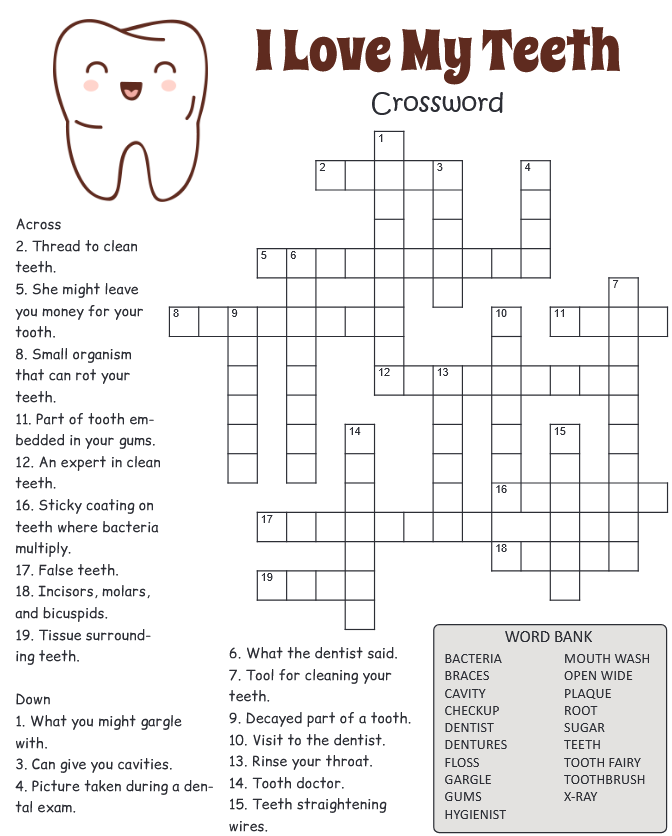 I Love My Teeth
Crossword
1
2
3
4
5
6
7
8
9
10
11
12
13
14
15
16
17
18
19
Across
2. Thread to clean
teeth.
5. She might leave
you money for your
tooth.
8. Small organism
that can rot your
teeth.
11. Part of tooth em-
bedded in your gums.
12. An expert in clean
teeth.
16. Sticky coating on
teeth where bacteria
multiply.
17. False teeth.
18. Incisors, molars,
and bicuspids.
19. Tissue surround-
ing teeth.
Down
1. What you might gargle
with.
3. Can give you cavities.
4. Picture taken during a den-
tal exam.
6. What the dentist said.
7. Tool for cleaning your
teeth.
9. Decayed part of a tooth.
10. Visit to the dentist.
13. Rinse your throat.
14. Tooth doctor.
15. Teeth straightening
wires.
WORD BANK
BACTERIA
BRACES
CAVITY
CHECKUP
DENTIST
DENTURES
FLOSS
GARGLE
GUMS
HYGIENIST
MOUTH WASH
OPEN WIDE
PLAQUE
ROOT
SUGAR
TEETH
TOOTH FAIRY
TOOTHBRUSH
X-RAY